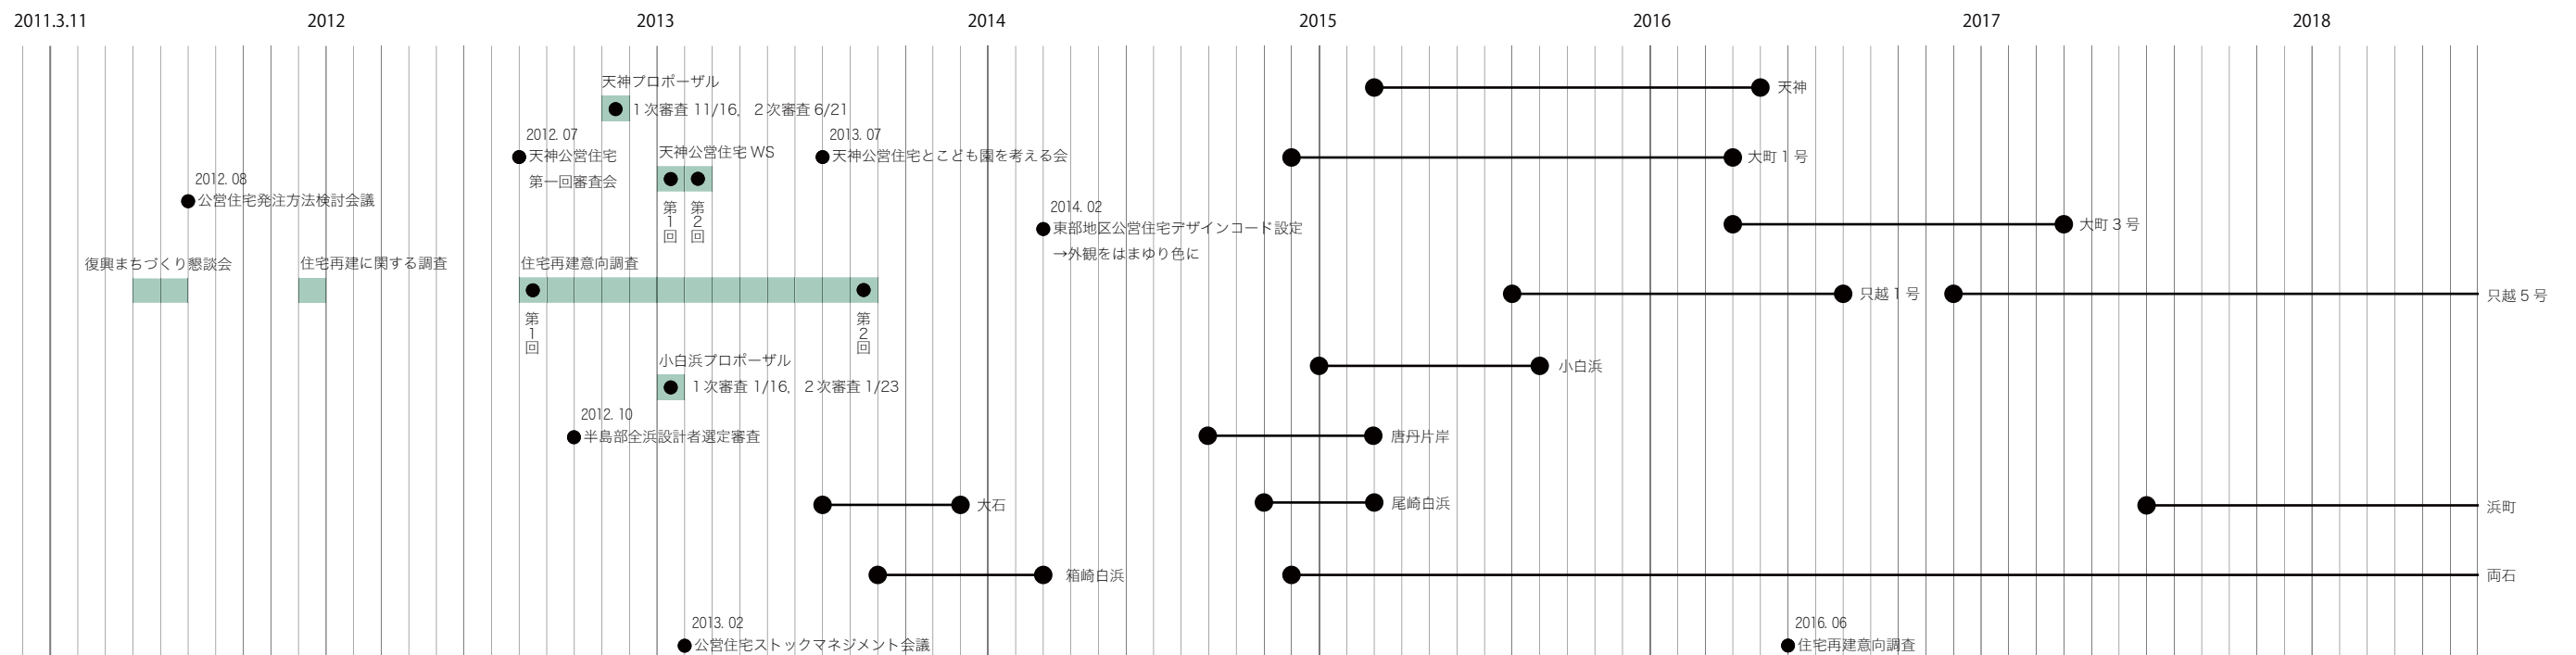 2011.3.11
2012
2013
2014
2015
2016
2017
2018
天神プロポーザル
1次審査 11/16, 2次審査 6/21
天神
2012. 07
天神公営住宅
第一回審査会
天神公営住宅 WS
第1回
第2回
2013. 07
天神公営住宅とこども園を考える会
大町1号
2012. 08
公営住宅発注方法検討会議
2014. 02
東部地区公営住宅デザインコード設定
→外観をはまゆり色に
大町3号
復興まちづくり懇談会
住宅再建に関する調査
住宅再建意向調査
第1回
第2回
只越1号
只越5号
小白浜プロポーザル
1次審査 1/16, 2次審査 1/23
小白浜
2012. 10
半島部全浜設計者選定審査
唐丹片岸
大石
尾崎白浜
浜町
箱崎白浜
両石
2013. 02
公営住宅ストックマネジメント会議
2016. 06
住宅再建意向調査